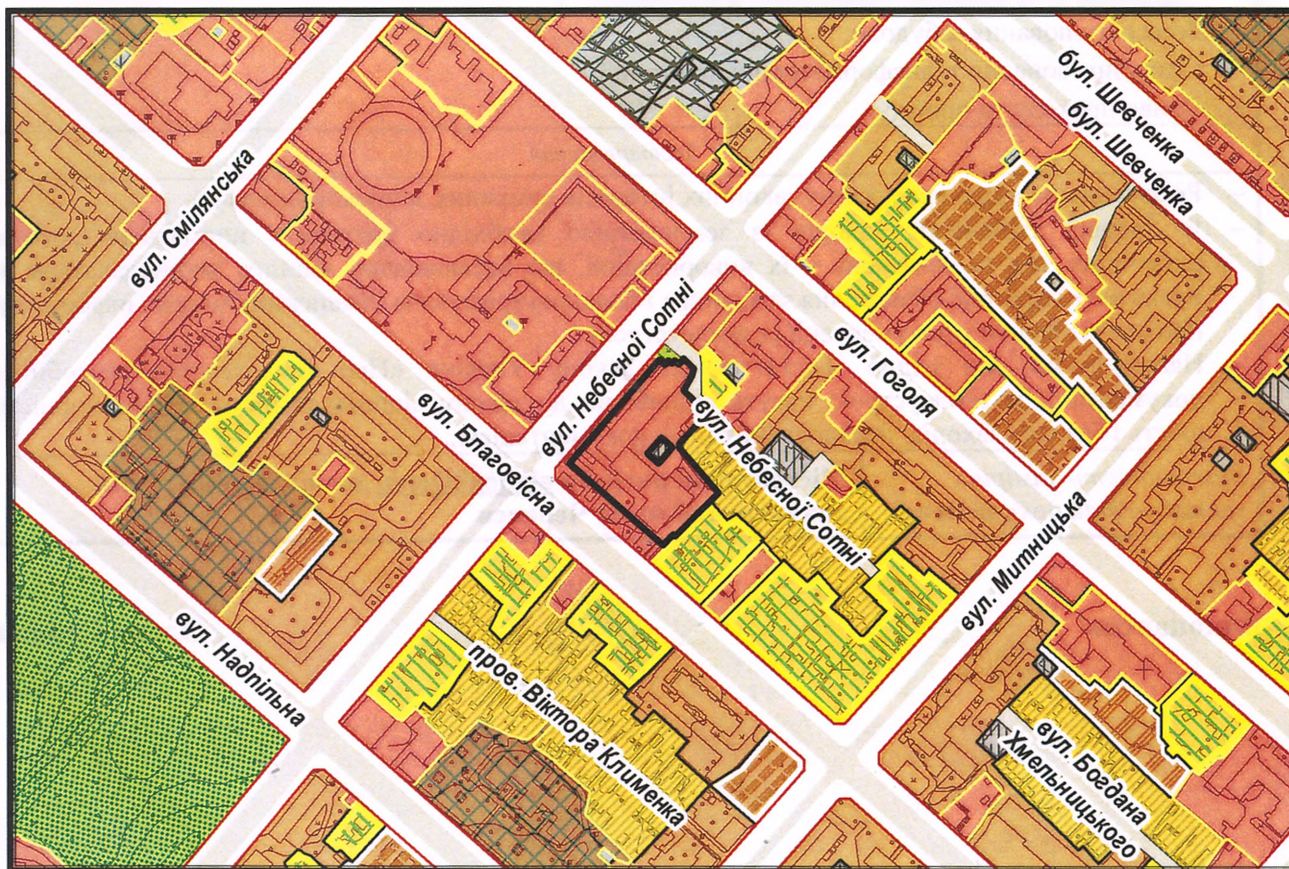 бул. Шевченка
бул. Шевченка
вул. Смілянська
вул. Небесної Сотні
вул. Гоголя
вул. Благовісна
вул. Небесної Сотні
вул. Митницька
вул. Надпільна
пров. Віктора Клименка
вул. Богдана
Хмельницького